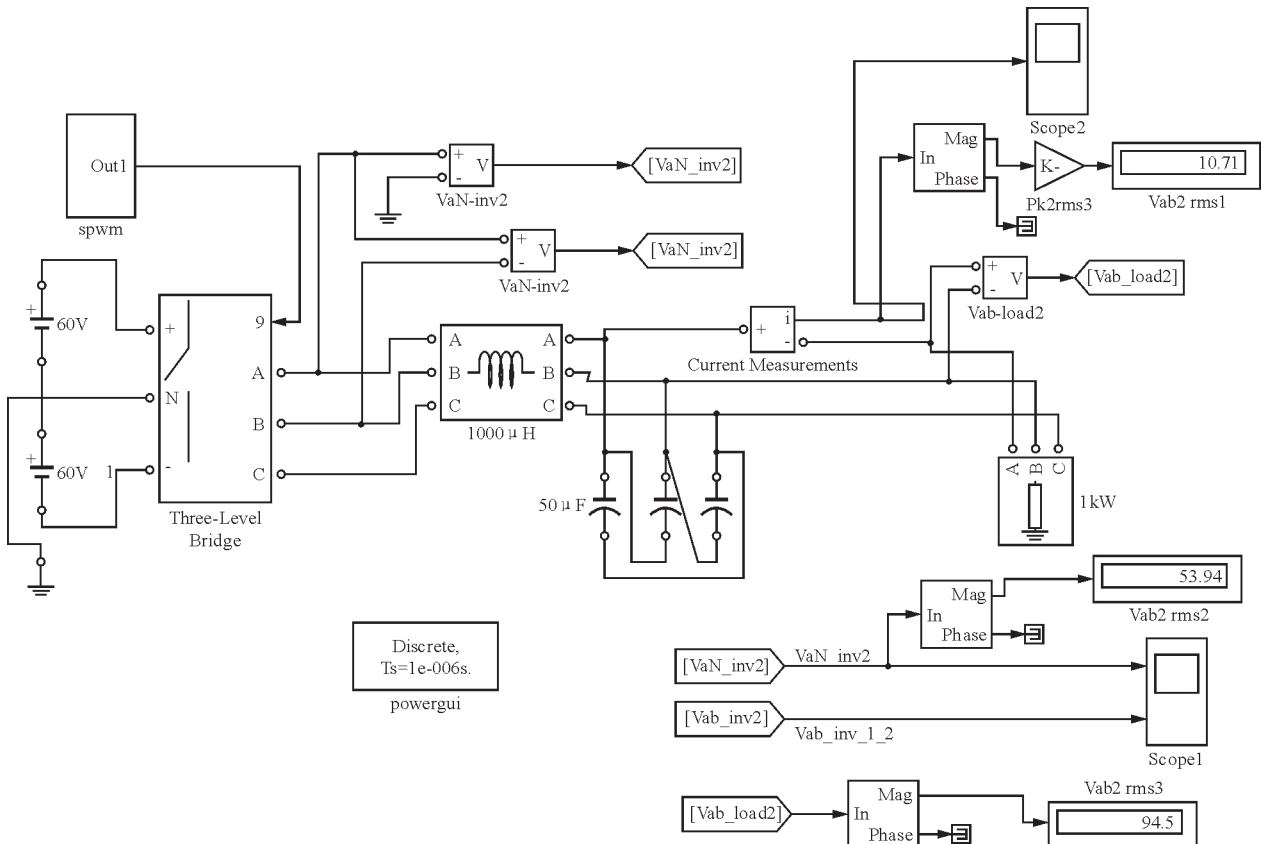 Scope2
Out1
spwm
+
-
V
VaN-inv2
[VaN_inv2]
Mag
In
Phase
K-
Pk2rms3
10.71
Vab2 rms1
+
-
V
VaN-inv2
[VaN_inv2]
+
-
V
Vab-load2
[Vab_load2]
+
60V
+
60V
+
N
1
-
9
A
B
C
Three-Level
Bridge
A
B
C
A
B
C
1000 μ H
+
i
-
Current Measurements
50 μ F
A
B
C
1kW
Discrete,
Ts=1e-006s.
powergui
Mag
In
Phase
53.94
Vab2 rms2
[VaN_inv2]
VaN inv2
[Vab_inv2]
Vab_inv_1_2
Scope1
[Vab_load2]
Mag
In
Phase
Vab2 rms3
94.5